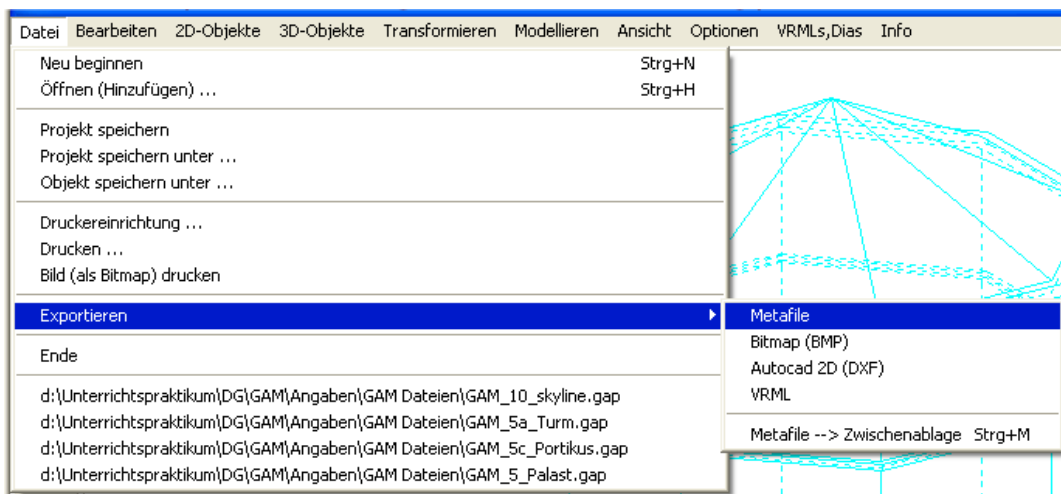 Datei Bearbeiten 2D-Objekte 3D-Objekte Transformieren Modellieren Ansicht Optionen VRMLs,Dias Info
Neu beginnen Strg+N
Öffnen (Hinzufügen) ... Strg+H
Projekt speichern
Projekt speichern unter ...
Objekt speichern unter ...
Druckereinrichtung ...
Drucken ...
Bild (als Bitmap) drucken
Exportieren
Ende
d:\Unterrichtspraktikum\DG\GAM\Angaben\GAM Dateien\GAM_10_skyline.gap
d:\Unterrichtspraktikum\DG\GAM\Angaben\GAM Dateien\GAM_5a_Turm.gap
d:\Unterrichtspraktikum\DG\GAM\Angaben\GAM Dateien\GAM_5c_Portikus.gap
d:\Unterrichtspraktikum\DG\GAM\Angaben\GAM Dateien\GAM_5_Palast.gap
Metafile
Bitmap (BMP)
Autocad 2D (DXF)
VRML
Metafile --> Zwischenablage Strg+M